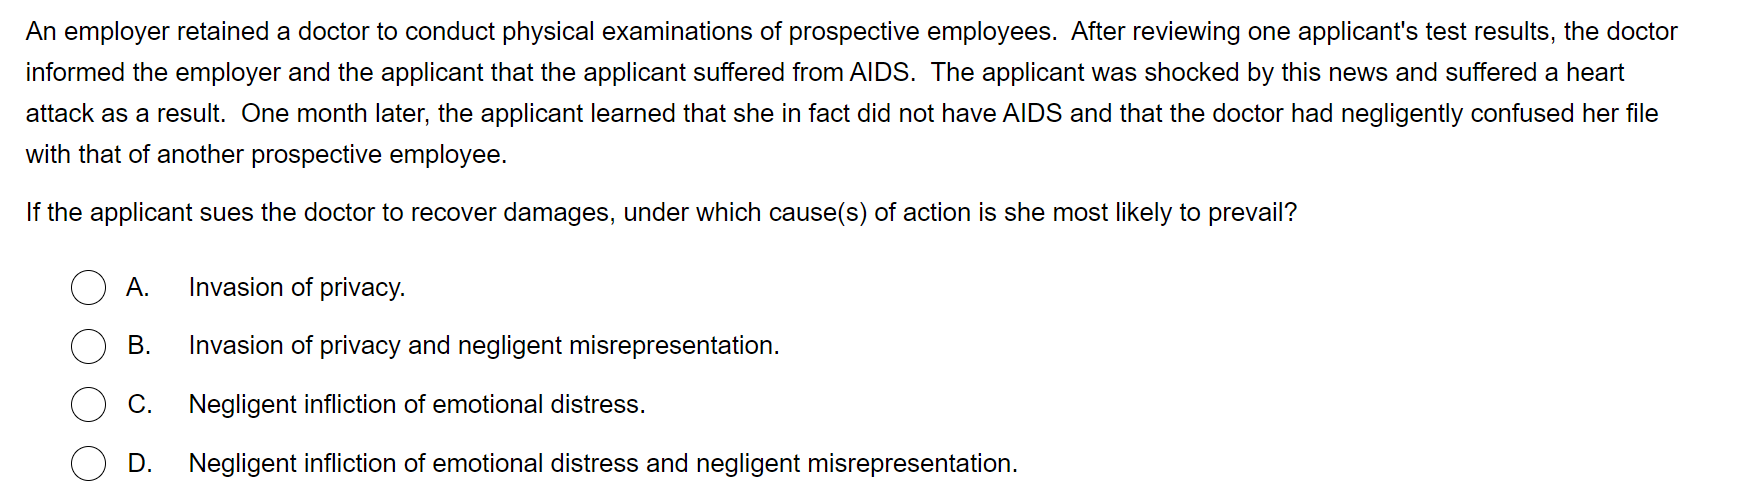 An employer retained a doctor to conduct physical examinations of prospective employees.  After reviewing one applicant's test results, the doctor
informed the employer and the applicant that the applicant suffered from AIDS.  The applicant was shocked by this news and suffered a heart
attack as a result.  One month later, the applicant learned that she in fact did not have AIDS and that the doctor had negligently confused her file
with that of another prospective employee.
If the applicant sues the doctor to recover damages, under which cause(s) of action is she most likely to prevail?
A. Invasion of privacy.
B. Invasion of privacy and negligent misrepresentation.
C. Negligent infliction of emotional distress.
D. Negligent infliction of emotional distress and negligent misrepresentation.